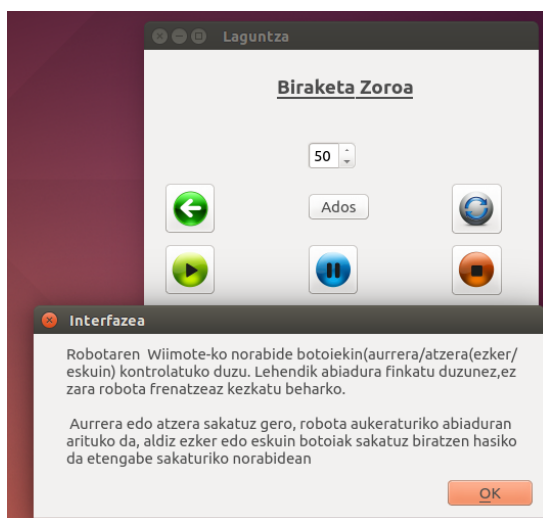 Laguntza
Biraketa Zoroa
50
Ados
Interfazea
Robotaren Wiimote-ko norabide botoiekin(aurrera/atzera(ezker/
eskuin) kontrolatuko duzu. Lehendik abiadura finkatu duzunez,ez
zara robota frenatzeaz kezkatu beharko.
Aurrera edo atzera sakatuz gero, robota aukeraturiko abiaduran
arituko da, aldiz ezker edo eskuin botoiak sakatuz biratzen hasiko
da etengabe sakaturiko norabidean
OK